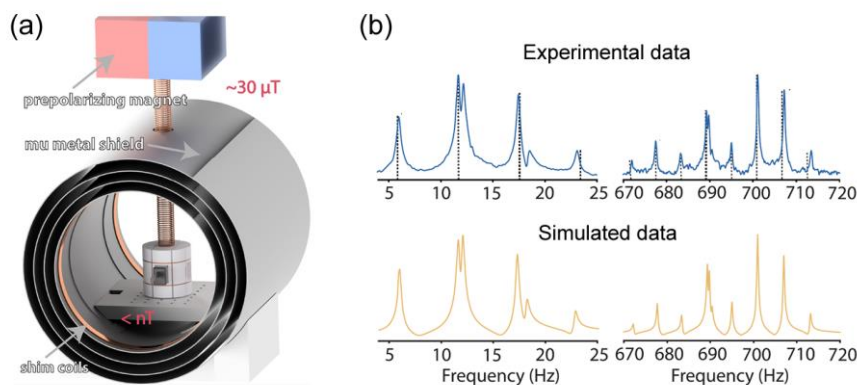 (a)
prepolarizing magnet
~30 μT
mu metal shield
< nT
shim coils
(b)
Experimental data
5 10 15 20 25 670 680 690 700 710 720
Simulated data
5 10 15 20 25 670 680 690 700 710 720
Frequency (Hz) Frequency (Hz)